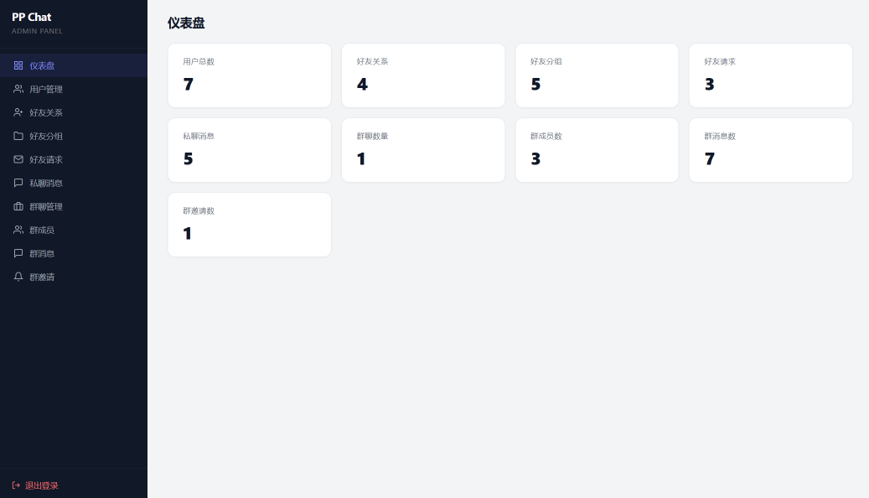 PP Chat
ADMIN PANEL
仪表盘
用户管理
好友关系
好友分组
好友请求
私聊消息
群聊管理
群成员
群消息
群邀请
退出登录
仪表盘
用户总数
7
好友关系
4
好友分组
5
好友请求
3
私聊消息
5
群聊数量
1
群成员数
3
群消息数
7
群邀请数
1